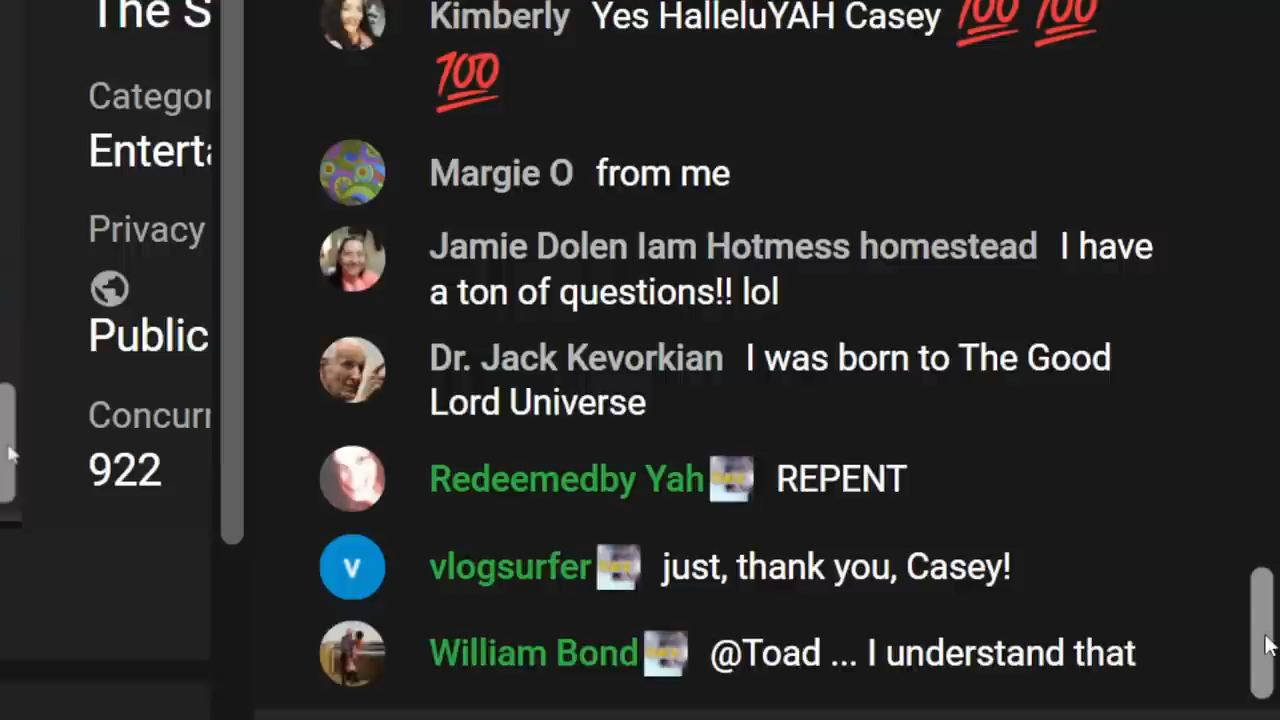 The S
Categor
Enterta
Privacy
Public
Concurr
922
Kimberly Yes HalleluYAH Casey 💯 💯
💯
Margie O from me
Jamie Dolen Iam Hotmess homestead I have
a ton of questions!! lol
Dr. Jack Kevorkian I was born to The Good
Lord Universe
Redeemedby Yah REPENT
V
vlogsurfer just, thank you, Casey!
William Bond @Toad ... I understand that